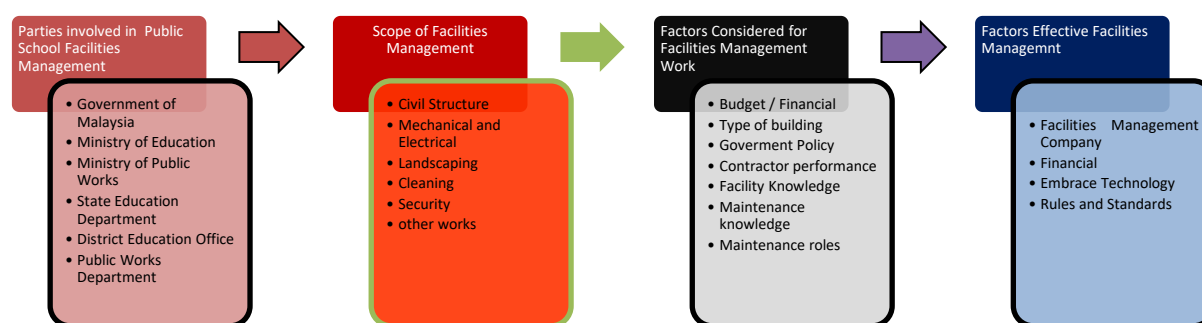 Parties involved in Public
School Facilities
Management
• Government of
Malaysia
• Ministry of Education
• Ministry of Public
Works
• State Education
Department
• District Education Office
• Public Works
Department
Scope of Facilities
Management
• Civil Structure
• Mechanical and
Electrical
• Landscaping
• Cleaning
• Security
• other works
Factors Considered for
Facilities Management
Work
• Budget / Financial
• Type of building
• Goverment Policy
• Contractor performance
• Facility Knowledge
• Maintenance
knowledge
• Maintenance roles
Factors Effective Facilities
Managemnt
• Facilities Management
Company
• Financial
• Embrace Technology
• Rules and Standards